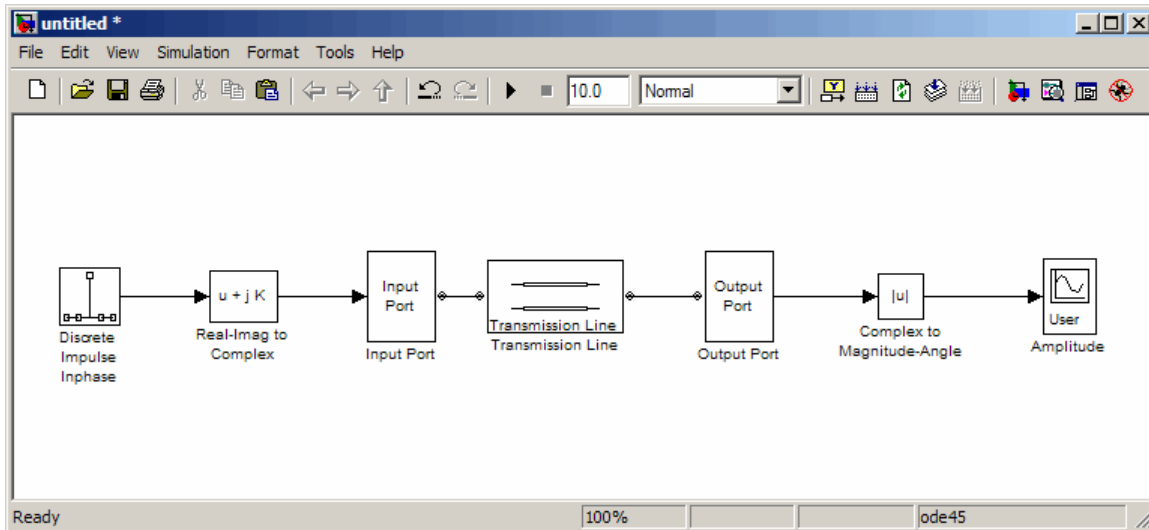 untitled *
File Edit View Simulation Format Tools Help
10.0 Normal
u + j K
Input
Port
Transmission Line
Output
Port
|u|
User
Discrete
Impulse
Inphase
Real-Imag to
Complex
Input Port
Transmission Line
Output Port
Complex to
Magnitude-Angle
Amplitude
Ready 100% ode45